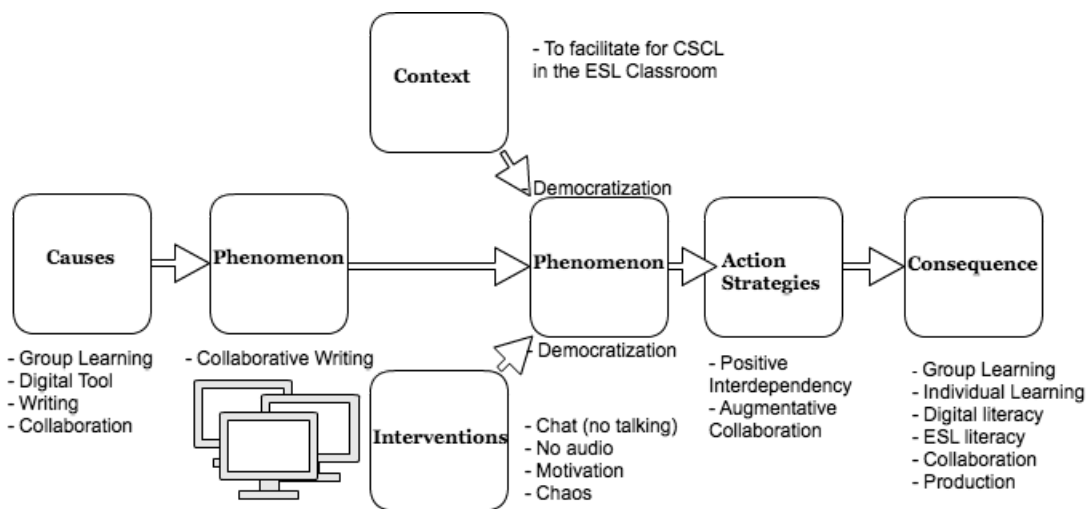 Context
- To facilitate for CSCL
in the ESL Classroom
- Democratization
Causes
Phenomenon
Phenomenon
Action
Strategies
Consequence
- Group Learning
- Digital Tool
- Writing
- Collaboration
- Collaborative Writing
- Democratization
Interventions
- Chat (no talking)
- No audio
- Motivation
- Chaos
- Positive
Interdependency
- Augmentative
Collaboration
- Group Learning
- Individual Learning
- Digital literacy
- ESL literacy
- Collaboration
- Production